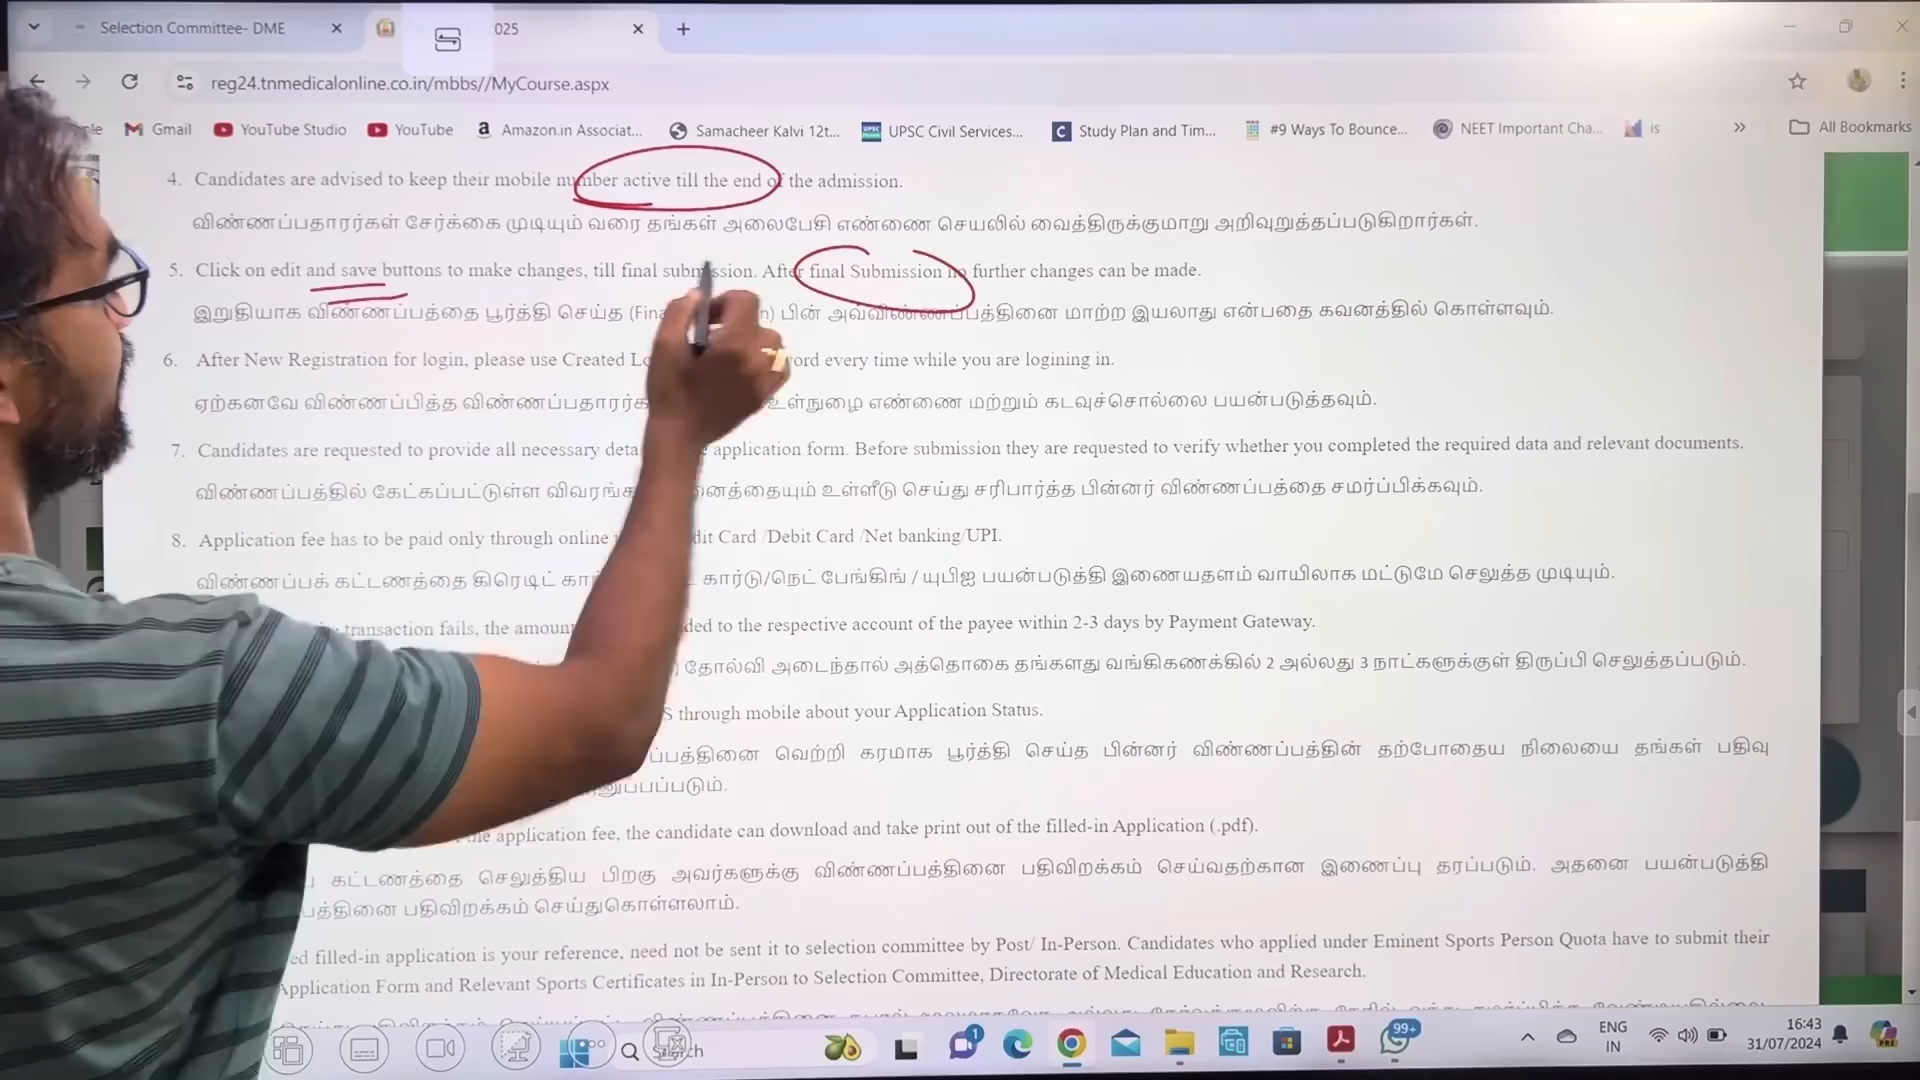 Selection Committee- DME
025
reg24.tnmedicalonline.co.in/mbbs//MyCourse.aspx
Gmail YouTube Studio YouTube Amazon.in Associat... Samacheer Kalvi 12t... UPSC Civil Services... Study Plan and Tim... #9 Ways To Bounce... NEET Important Cha... is All Bookmarks
4. Candidates are advised to keep their mobile number active till the end of the admission.
விண்ணப்பதாரர்கள் சேர்க்கை முடியும் வரை தங்கள் அலைபேசி எண்ணை செயலில் வைத்திருக்குமாறு அறிவுறுத்தப்படுகிறார்கள்.
5. Click on edit and save buttons to make changes, till final submission. After final Submission no further changes can be made.
இறுதியாக விண்ணப்பத்தை பூர்த்தி செய்த (Fina n) பின் அவ்விண்ணப்பத்தினை மாற்ற இயலாது என்பதை கவனத்தில் கொள்ளவும்.
6. After New Registration for login, please use Created Lo ord every time while you are logining in.
ஏற்கனவே விண்ணப்பித்த விண்ணப்பதாரர்க உள்நுழை எண்ணை மற்றும் கடவுச்சொல்லை பயன்படுத்தவும்.
7. Candidates are requested to provide all necessary deta application form. Before submission they are requested to verify whether you completed the required data and relevant documents.
விண்ணப்பத்தில் கேட்கப்பட்டுள்ள விவரங்க னைத்தையும் உள்ளீடு செய்து சரிபார்த்த பின்னர் விண்ணப்பத்தை சமர்ப்பிக்கவும்.
8. Application fee has to be paid only through online dit Card /Debit Card /Net banking/UPI.
விண்ணப்பக் கட்டணத்தை கிரெடிட் கார் கார்டு/நெட் பேங்கிங் / யுபிஐ பயன்படுத்தி இணையதளம் வாயிலாக மட்டுமே செலுத்த முடியும்.
transaction fails, the amoun ded to the respective account of the payee within 2-3 days by Payment Gateway.
தோல்வி அடைந்தால் அத்தொகை தங்களது வங்கிகணக்கில் 2 அல்லது 3 நாட்களுக்குள் திருப்பி செலுத்தப்படும்.
S through mobile about your Application Status.
ப்பத்தினை வெற்றி கரமாக பூர்த்தி செய்த பின்னர் விண்ணப்பத்தின் தற்போதைய நிலையை தங்கள் பதிவு
னுப்பப்படும்.
application fee, the candidate can download and take print out of the filled-in Application (.pdf).
கட்டணத்தை செலுத்திய பிறகு அவர்களுக்கு விண்ணப்பத்தினை பதிவிறக்கம் செய்வதற்கான இணைப்பு தரப்படும். அதனை பயன்படுத்தி
பத்தினை பதிவிறக்கம் செய்துகொள்ளலாம்.
ed filled-in application is your reference, need not be sent it to selection committee by Post/ In-Person. Candidates who applied under Eminent Sports Person Quota have to submit their
Application Form and Relevant Sports Certificates in In-Person to Selection Committee, Directorate of Medical Education and Research.
1
99+
ENG
IN
16:43
31/07/2024